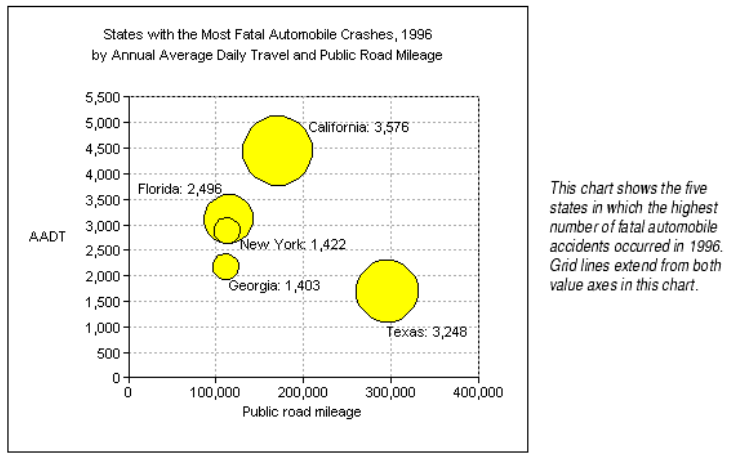 States with the Most Fatal Automobile Crashes, 1996
by Annual Average Daily Travel and Public Road Mileage
5,500
5,000
California: 3,576
4,500
4,000
Florida: 2,496
3,500
3,000
AADT
New York: 1,422
2,500
2,000
Georgia: 1,403
1,500
1,000
Texas: 3,248
500
0
0
100,000
200,000
300,000
400,000
Public road mileage
This chart shows the five
states in which the highest
number of fatal automobile
accidents occurred in 1996.
Grid lines extend from both
value axes in this chart.